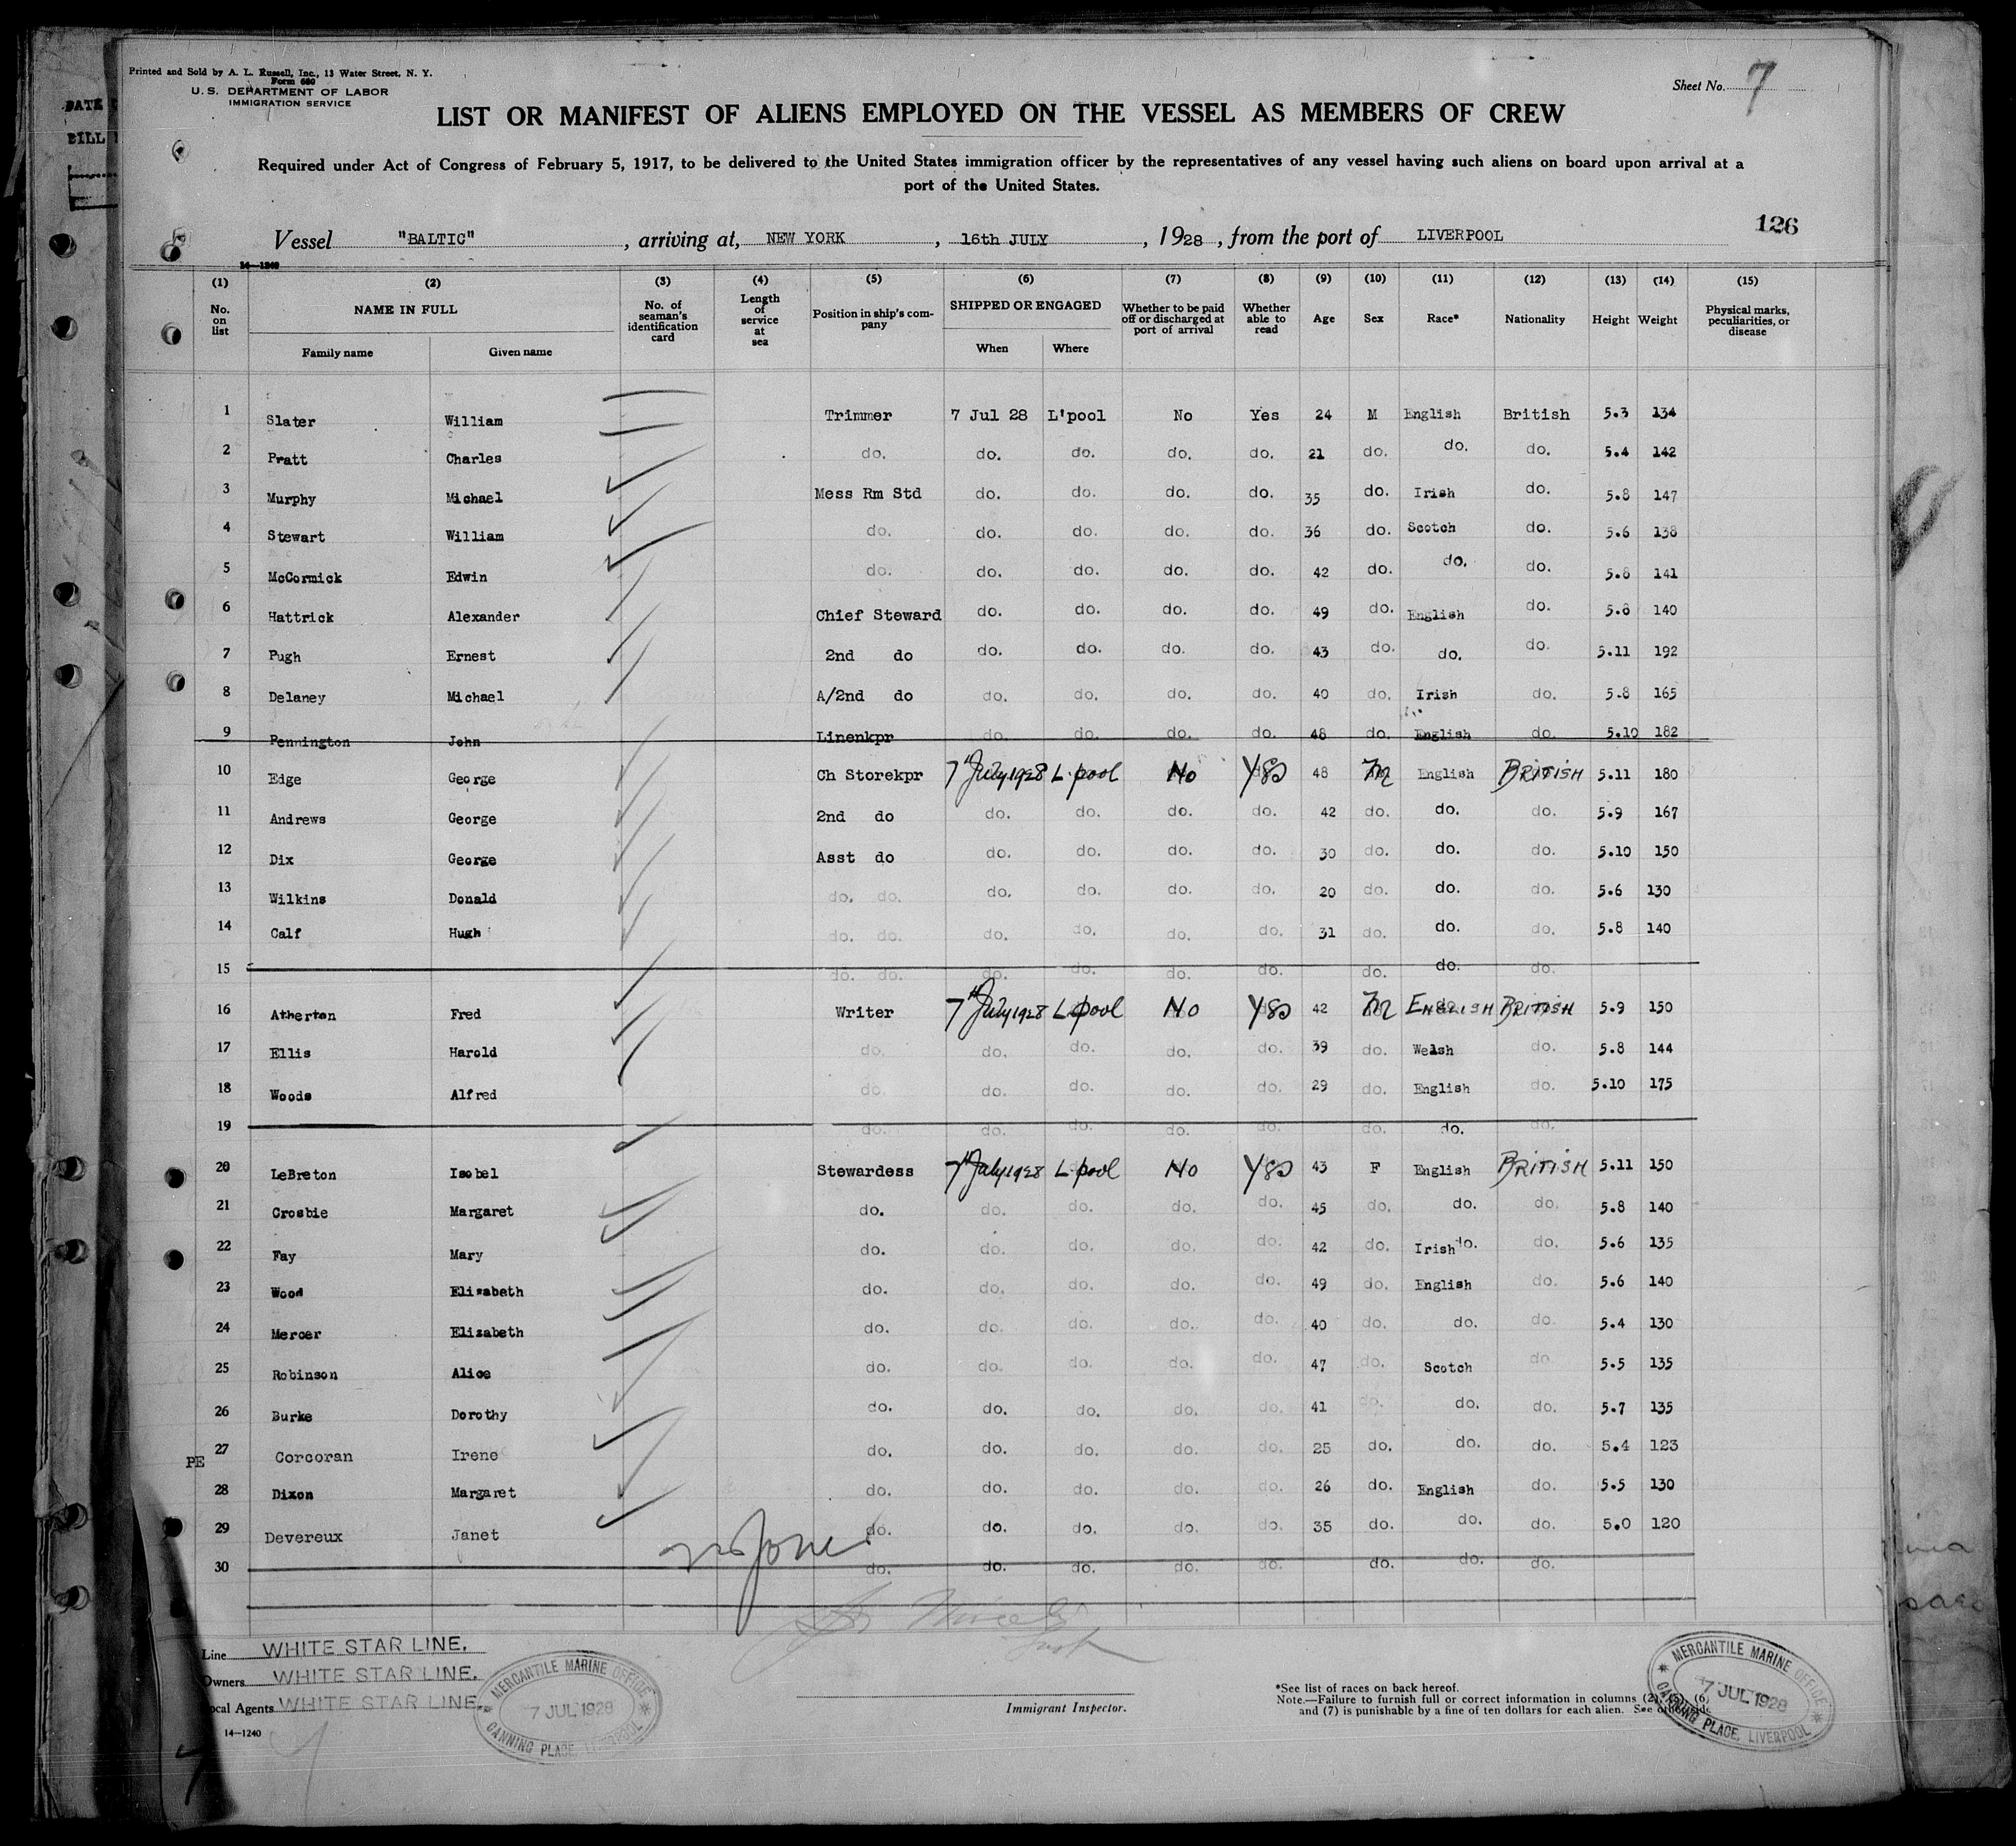 Printed and Sold by A. L. Russell, Inc., 13 Water Street, N. Y.
Form 680
U. S. DEPARTMENT OF LABOR
IMMIGRATION SERVICE
Sheet No. 7
LIST OR MANIFEST OF ALIENS EMPLOYED ON THE VESSEL AS MEMBERS OF CREW
Required under Act of Congress of February 5, 1917, to be delivered to the United States immigration officer by the representatives of any vessel having such aliens on board upon arrival at a
port of the United States.
126
Vessel "BALTIC", arriving at, NEW YORK, 16th JULY, 1928, from the port of LIVERPOOL
14—1240
(1) (2) (3) (4) (5) (6) (7) (8) (9) (10) (11) (12) (13) (14) (15)
No. on list NAME IN FULL Family name Given name No. of seaman's identification card Length of service at sea Position in ship's company SHIPPED OR ENGAGED When Where Whether to be paid off or discharged at port of arrival Whether able to read Age Sex Race* Nationality Height Weight Physical marks, peculiarities, or disease
1 Slater William Trimmer 7 Jul 28 L'pool No Yes 24 M English British 5.3 134
2 Pratt Charles do. do. do. do. do. 21 do. do. do. 5.4 142
3 Murphy Michael Mess Rm Std do. do. do. do. 35 do. Irish do. 5.8 147
4 Stewart William do. do. do. do. do. 36 do. Scotch do. 5.6 138
5 McCormick Edwin do. do. do. do. do. 42 do. do. do. 5.8 141
6 Hattrick Alexander Chief Steward do. do. do. do. 49 do. English do. 5.8 140
7 Pugh Ernest 2nd do do. do. do. do. 43 do. do. do. 5.11 192
8 Delaney Michael A/2nd do do. do. do. do. 40 do. Irish do. 5.8 165
9 Pennington John Linenkpr do. do. do. do. 48 do. English do. 5.10 182
10 Edge George Ch Storekpr 7th July 1928 L'pool No Yes 48 M English BRITISH 5.11 180
11 Andrews George 2nd do do. do. do. do. 42 do. do. do. 5.9 167
12 Dix George Asst do do. do. do. do. 30 do. do. do. 5.10 150
13 Wilkins Donald do. do. do. do. do. do. 20 do. do. do. 5.6 130
14 Calf Hugh do. do. do. do. do. do. 31 do. do. do. 5.8 140
15 do. do. do. do. do. do. do. do. do.
16 Atherton Fred Writer 7th July 1928 L'pool No Yes 42 M ENGLISH BRITISH 5.9 150
17 Ellis Harold do. do. do. do. do. 39 do. Welsh do. 5.8 144
18 Woods Alfred do. do. do. do. do. 29 do. English do. 5.10 175
19 do. do. do. do. do. do. do. do.
20 LeBreton Isobel Stewardess 7th July 1928 L'pool No Yes 43 F English BRITISH 5.11 150
21 Crosbie Margaret do. do. do. do. do. 45 do. do. do. 5.8 140
22 Fay Mary do. do. do. do. do. 42 do. Irish do. do. 5.6 135
23 Wood Elizabeth do. do. do. do. do. 49 do. English do. 5.6 140
24 Mercer Elizabeth do. do. do. do. do. 40 do. do. do 5.4 130
25 Robinson Alice do. do. do. do. do. 47 do. Scotch do 5.5 135
26 Burke Dorothy do. do. do. do. do. 41 do. do. do. 5.7 135
PE 27 Corcoran Irene do. do. do. do. do. 25 do. do. do. 5.4 123
28 Dixon Margaret do. do. do. do. do. 26 do. English do. 5.5 130
29 Devereux Janet do. do. do. do. do. 35 do. do. do. 5.0 120
30 do. do. do. do. do. do. do. do.
Line WHITE STAR LINE.
Owners WHITE STAR LINE.
ocal Agents WHITE STAR LINE.
14—1240
MERCANTILE MARINE OFFICE
7 JUL 1928
CANNING PLACE, LIVERPOOL
Immigrant Inspector.
*See list of races on back hereof.
Note.—Failure to furnish full or correct information in columns (2), (5), (6,
and (7) is punishable by a fine of ten dollars for each alien. See
MERCANTILE MARINE OFFICE
7 JUL 1928
CANNING PLACE, LIVERPOOL